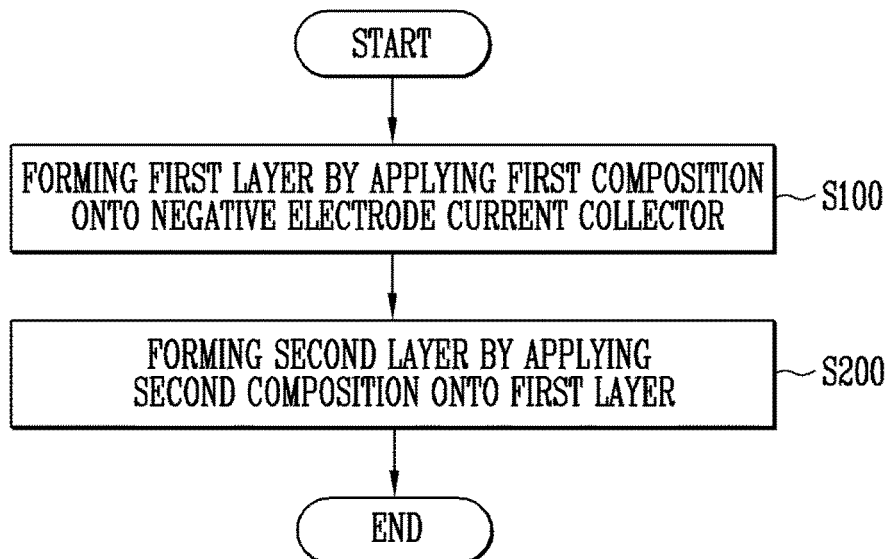 START
FORMING FIRST LAYER BY APPLYING FIRST COMPOSITION
ONTO NEGATIVE ELECTRODE CURRENT COLLECTOR
S100
FORMING SECOND LAYER BY APPLYING
SECOND COMPOSITION ONTO FIRST LAYER
S200
END